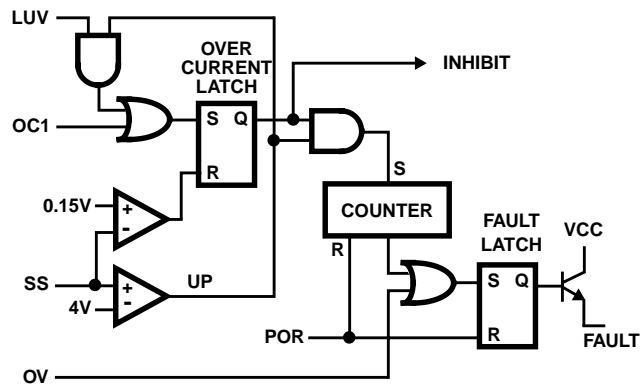 LUV
OVER
CURRENT
LATCH
INHIBIT
S Q
OC1
R
S
0.15V
+
-
COUNTER
FAULT
LATCH
VCC
R
SS
+
-
UP
4V
S Q
POR
R
FAULT
OV